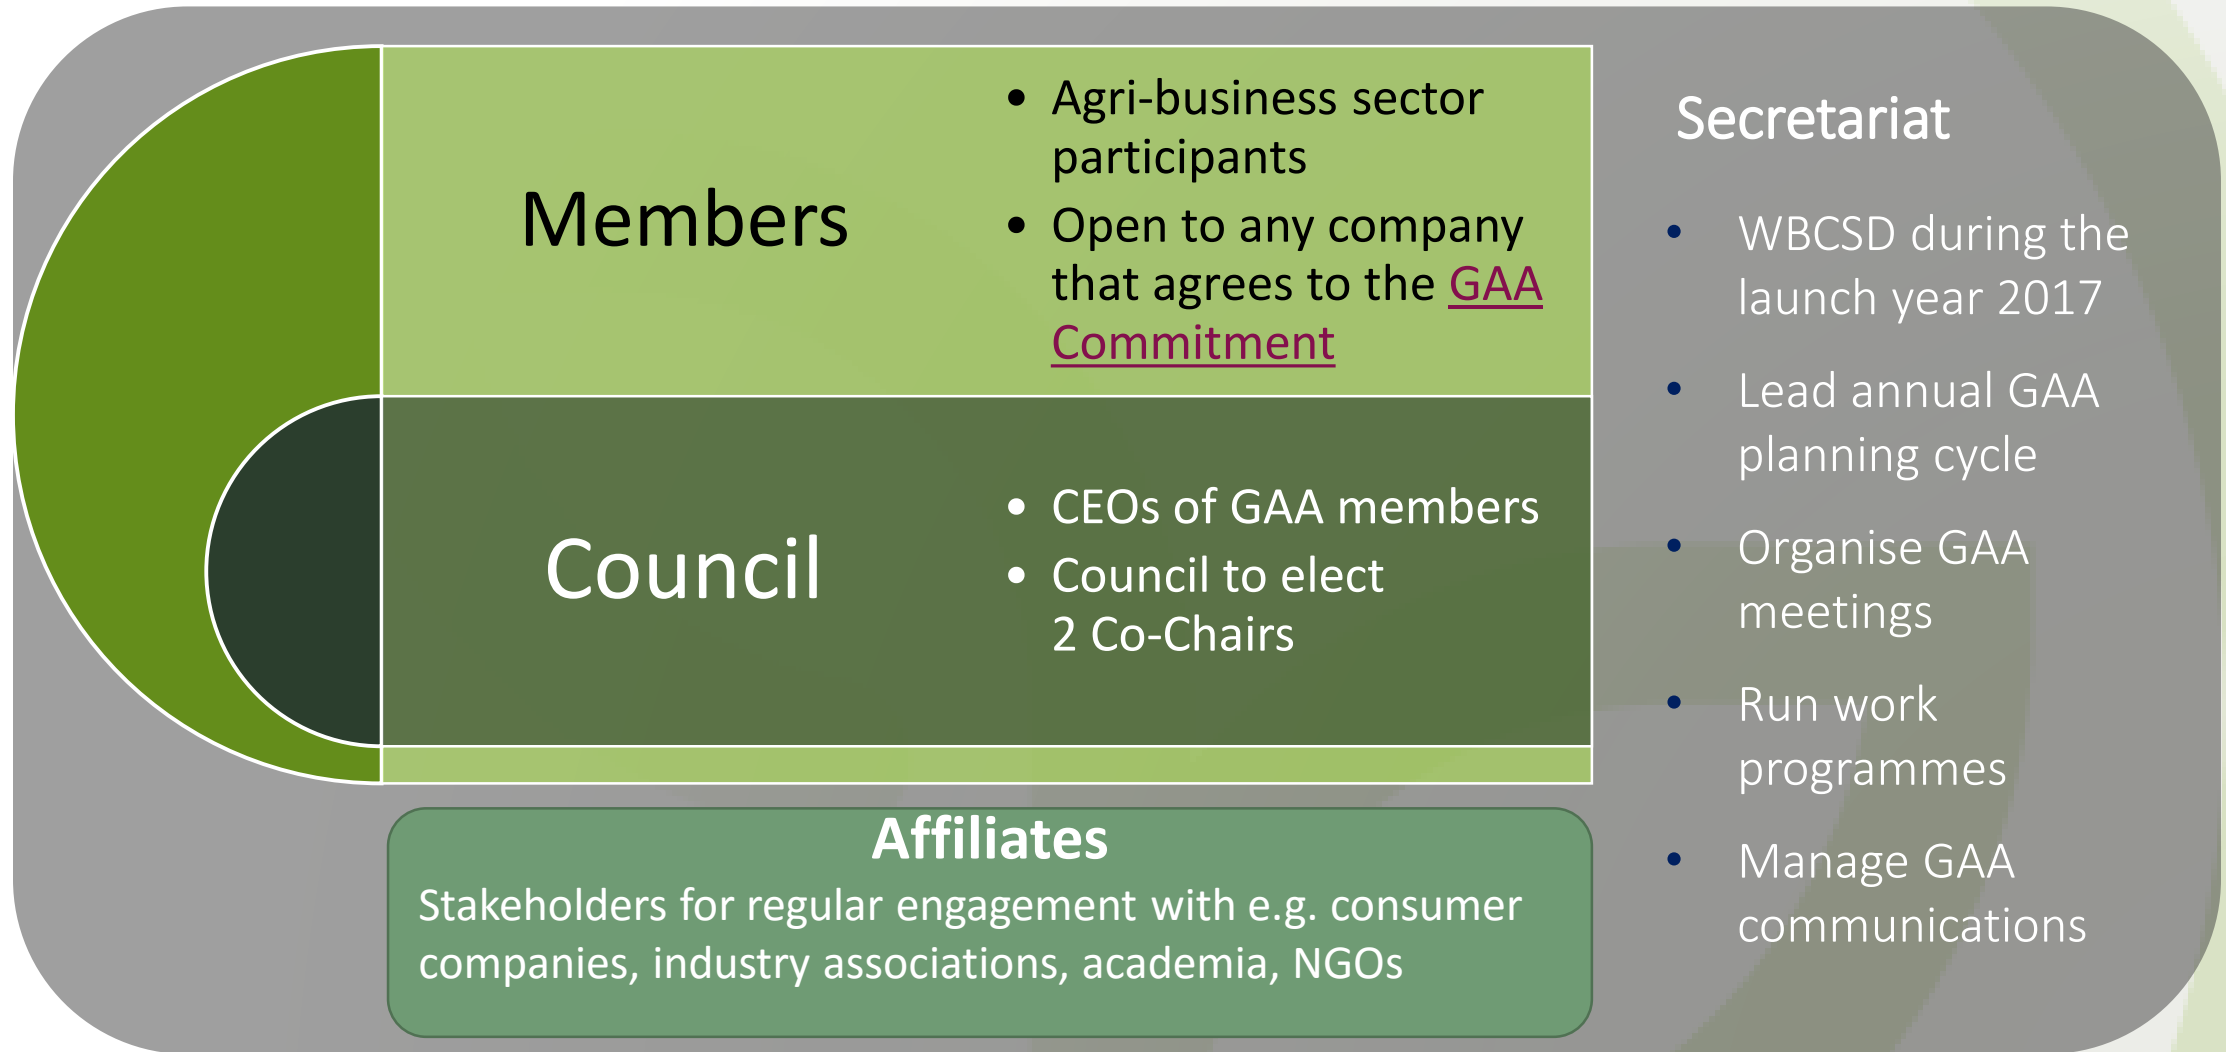 Members
• Agri-business sector
participants
• Open to any company
that agrees to the GAA
Commitment
Council
• CEOs of GAA members
• Council to elect
2 Co-Chairs
Affiliates
Stakeholders for regular engagement with e.g. consumer
companies, industry associations, academia, NGOs
Secretariat
• WBCSD during the
launch year 2017
• Lead annual GAA
planning cycle
• Organise GAA
meetings
• Run work
programmes
• Manage GAA
communications